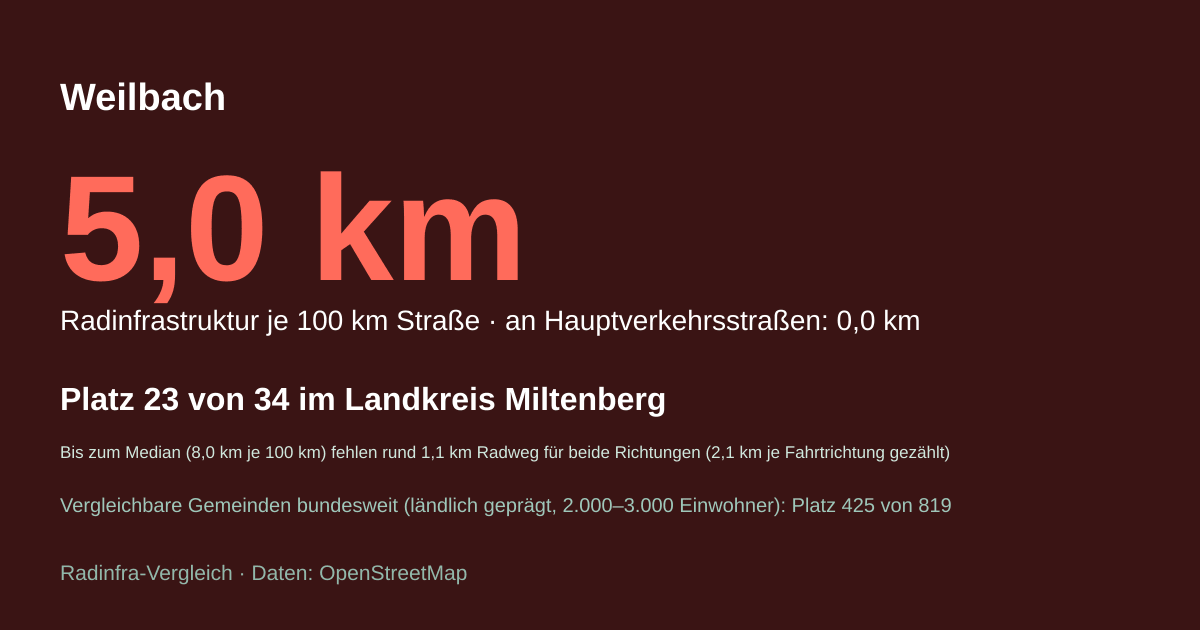 Weilbach
5,0 km
Radinfrastruktur je 100 km Straße · an Hauptverkehrsstraßen: 0,0 km
Platz 23 von 34 im Landkreis Miltenberg
Bis zum Median (8,0 km je 100 km) fehlen rund 1,1 km Radweg für beide Richtungen (2,1 km je Fahrtrichtung gezählt)
Vergleichbare Gemeinden bundesweit (ländlich geprägt, 2.000–3.000 Einwohner): Platz 425 von 819
Radinfra-Vergleich · Daten: OpenStreetMap